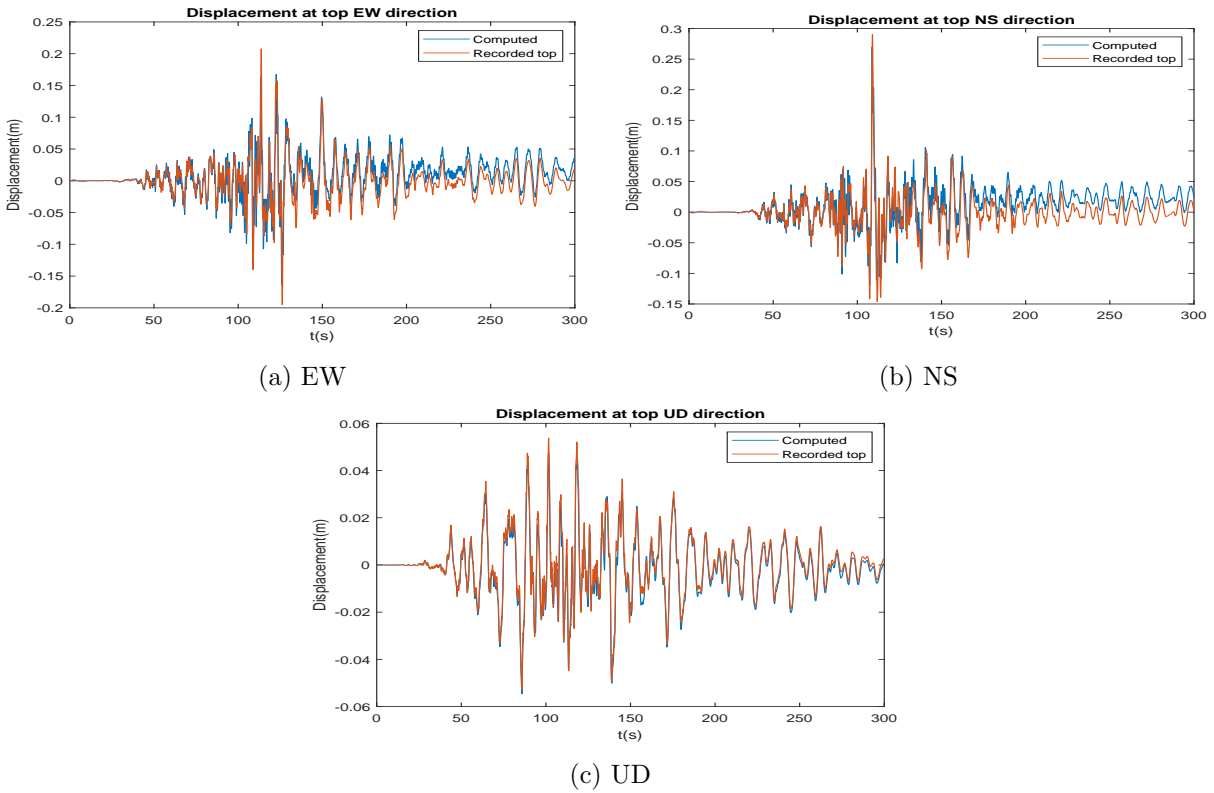 Displacement at top EW direction
0.25
0.2
0.15
0.1
0.05
0
-0.05
-0.1
-0.15
-0.2
Displacement(m)
Computed
Recorded top
0 50 100 150 200 250 300
t(s)
(a) EW
Displacement at top NS direction
0.3
0.25
0.2
0.15
0.1
0.05
0
-0.05
-0.1
-0.15
Displacement(m)
Computed
Recorded top
0 50 100 150 200 250 300
t(s)
(b) NS
Displacement at top UD direction
0.06
0.04
0.02
0
-0.02
-0.04
-0.06
Displacement(m)
Computed
Recorded top
0 50 100 150 200 250 300
t(s)
(c) UD